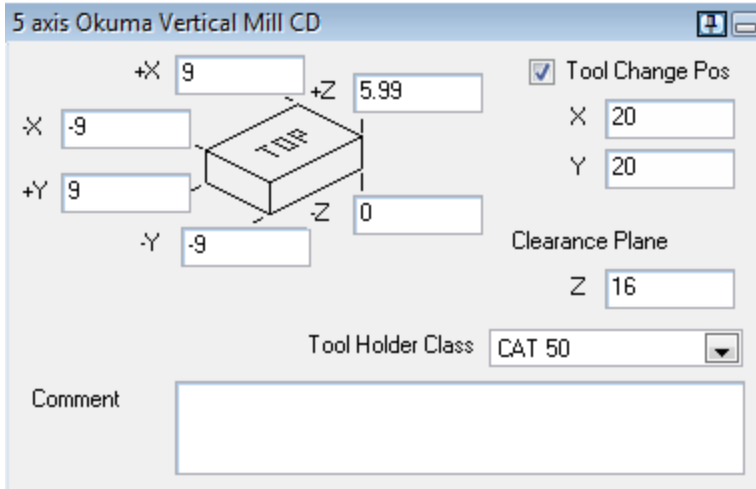 5 axis Okuma Vertical Mill CD
+X 9
+Z 5.99
Tool Change Pos
-X -9
X 20
TOP
+Y 9
Y 20
-Z 0
-Y -9
Clearance Plane
Z 16
Tool Holder Class CAT 50
Comment